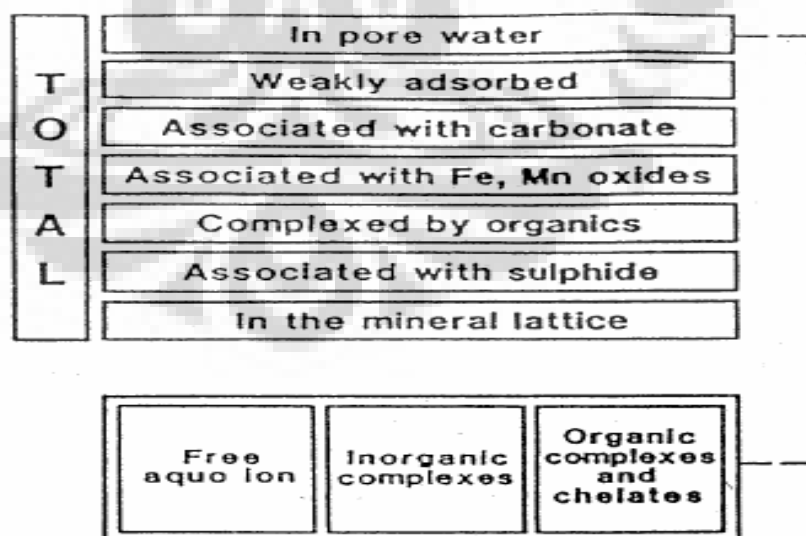 TOTAL
In pore water
Weakly adsorbed
Associated with carbonate
Associated with Fe, Mn oxides
Complexed by organics
Associated with sulphide
In the mineral lattice
Free
aquo ion
Inorganic
complexes
Organic
complexes
and
chelates